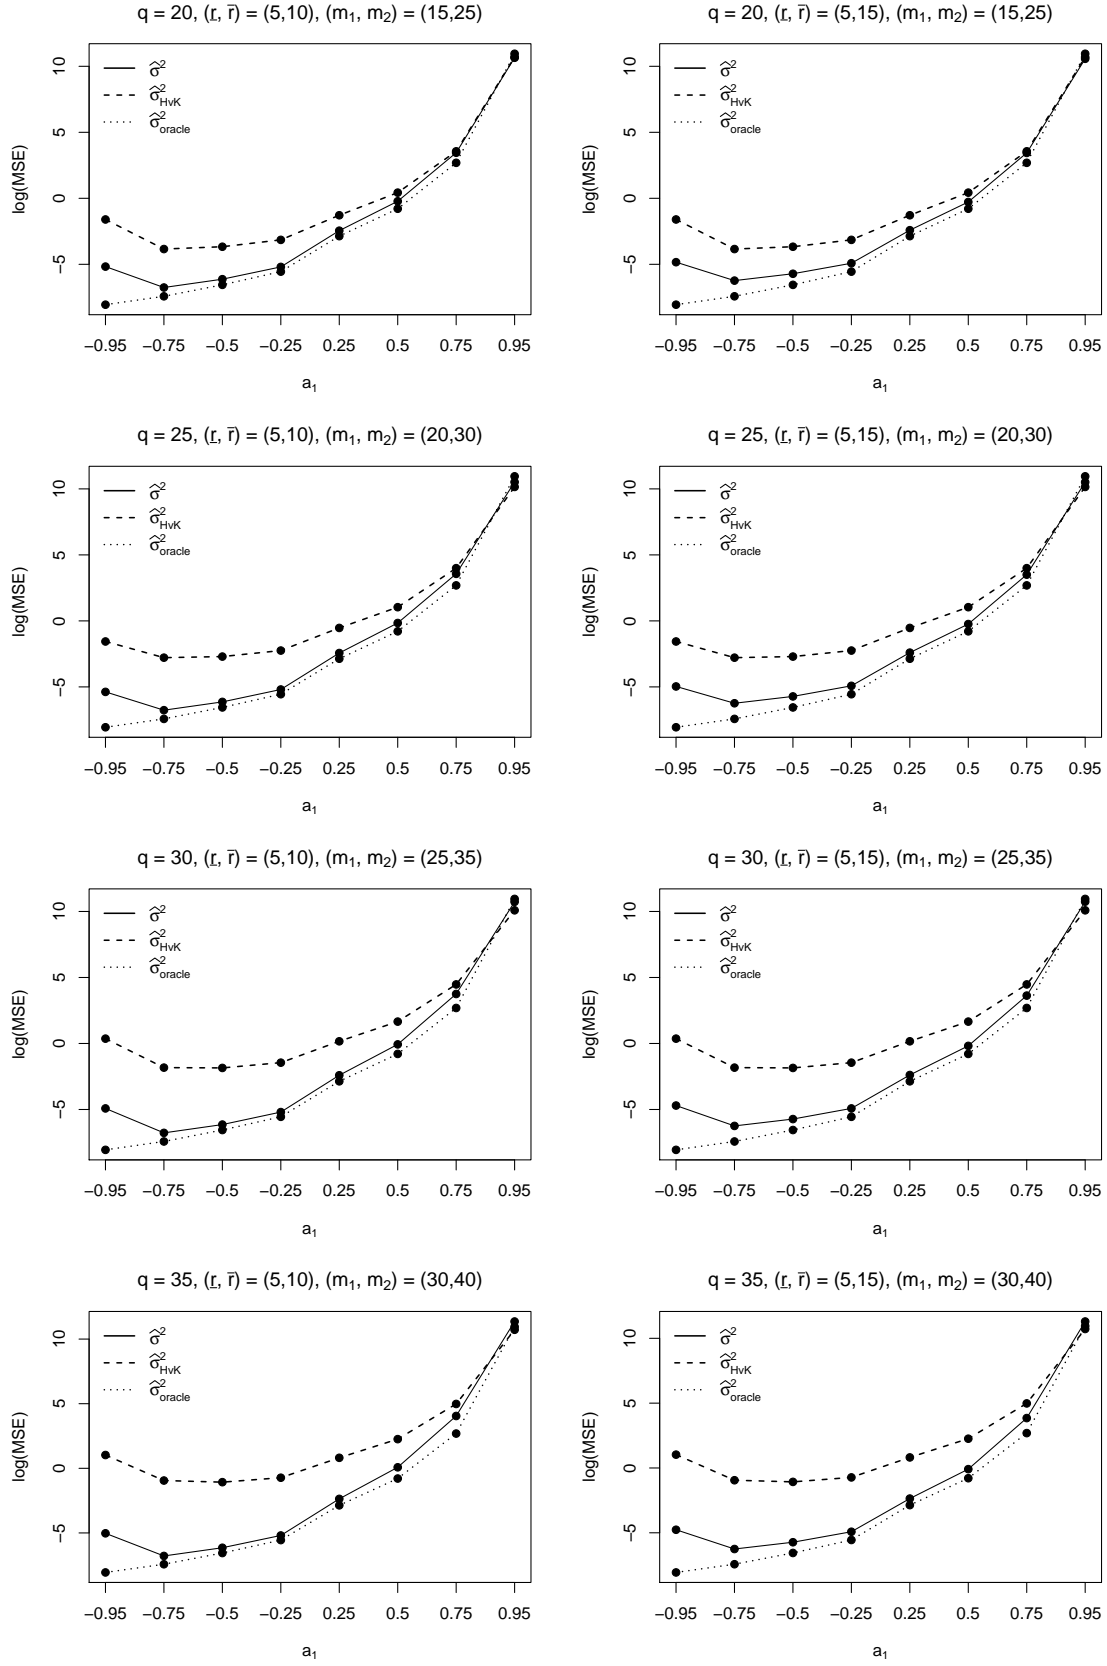 q = 20, (r̲, r̄) = (5,10), (m₁, m₂) = (15,25)
log(MSE)
10
5
0
−5
σ̂²
σ̂²HvK
σ̂²oracle
−0.95 −0.75 −0.5 −0.25 0.25 0.5 0.75 0.95
a₁
q = 20, (r̲, r̄) = (5,15), (m₁, m₂) = (15,25)
log(MSE)
10
5
0
−5
σ̂²
σ̂²HvK
σ̂²oracle
−0.95 −0.75 −0.5 −0.25 0.25 0.5 0.75 0.95
a₁
q = 25, (r̲, r̄) = (5,10), (m₁, m₂) = (20,30)
log(MSE)
10
5
0
−5
σ̂²
σ̂²HvK
σ̂²oracle
−0.95 −0.75 −0.5 −0.25 0.25 0.5 0.75 0.95
a₁
q = 25, (r̲, r̄) = (5,15), (m₁, m₂) = (20,30)
log(MSE)
10
5
0
−5
σ̂²
σ̂²HvK
σ̂²oracle
−0.95 −0.75 −0.5 −0.25 0.25 0.5 0.75 0.95
a₁
q = 30, (r̲, r̄) = (5,10), (m₁, m₂) = (25,35)
log(MSE)
10
5
0
−5
σ̂²
σ̂²HvK
σ̂²oracle
−0.95 −0.75 −0.5 −0.25 0.25 0.5 0.75 0.95
a₁
q = 30, (r̲, r̄) = (5,15), (m₁, m₂) = (25,35)
log(MSE)
10
5
0
−5
σ̂²
σ̂²HvK
σ̂²oracle
−0.95 −0.75 −0.5 −0.25 0.25 0.5 0.75 0.95
a₁
q = 35, (r̲, r̄) = (5,10), (m₁, m₂) = (30,40)
log(MSE)
10
5
0
−5
σ̂²
σ̂²HvK
σ̂²oracle
−0.95 −0.75 −0.5 −0.25 0.25 0.5 0.75 0.95
a₁
q = 35, (r̲, r̄) = (5,15), (m₁, m₂) = (30,40)
log(MSE)
10
5
0
−5
σ̂²
σ̂²HvK
σ̂²oracle
−0.95 −0.75 −0.5 −0.25 0.25 0.5 0.75 0.95
a₁